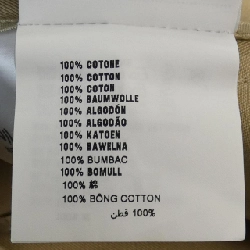 100% COTONE
100% COTTON
100% COTON
100% BAUMWOLLE
100% ALGODÓN
100% ALGODÃO
100% KATOEN
100% BAWELNA
100% BUMBAC
100% BOMULL
100% 綿
100% BÔNG COTTON
100% قطن